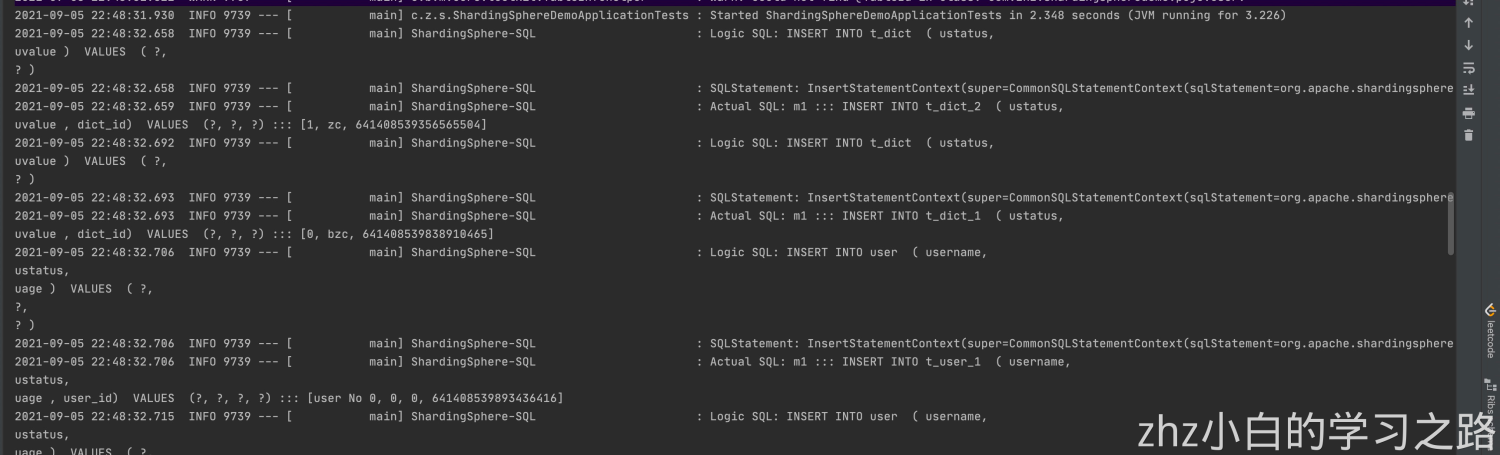 2021-09-05 22:48:31.930  INFO 9739 --- [           main] c.z.s.ShardingSphereDemoApplicationTests : Started ShardingSphereDemoApplicationTests in 2.348 seconds (JVM running for 3.226)
2021-09-05 22:48:32.658  INFO 9739 --- [           main] ShardingSphere-SQL                       : Logic SQL: INSERT INTO t_dict  ( ustatus,
uvalue )  VALUES  ( ?,
? )
2021-09-05 22:48:32.658  INFO 9739 --- [           main] ShardingSphere-SQL                       : SQLStatement: InsertStatementContext(super=CommonSQLStatementContext(sqlStatement=org.apache.shardingsphere
2021-09-05 22:48:32.659  INFO 9739 --- [           main] ShardingSphere-SQL                       : Actual SQL: m1 ::: INSERT INTO t_dict_2  ( ustatus,
uvalue , dict_id)  VALUES  (?, ?, ?) ::: [1, zc, 641408539356565504]
2021-09-05 22:48:32.692  INFO 9739 --- [           main] ShardingSphere-SQL                       : Logic SQL: INSERT INTO t_dict  ( ustatus,
uvalue )  VALUES  ( ?,
? )
2021-09-05 22:48:32.693  INFO 9739 --- [           main] ShardingSphere-SQL                       : SQLStatement: InsertStatementContext(super=CommonSQLStatementContext(sqlStatement=org.apache.shardingsphere
2021-09-05 22:48:32.693  INFO 9739 --- [           main] ShardingSphere-SQL                       : Actual SQL: m1 ::: INSERT INTO t_dict_1  ( ustatus,
uvalue , dict_id)  VALUES  (?, ?, ?) ::: [0, bzc, 641408539838910465]
2021-09-05 22:48:32.706  INFO 9739 --- [           main] ShardingSphere-SQL                       : Logic SQL: INSERT INTO user  ( username,
ustatus,
uage )  VALUES  ( ?,
?,
? )
2021-09-05 22:48:32.706  INFO 9739 --- [           main] ShardingSphere-SQL                       : SQLStatement: InsertStatementContext(super=CommonSQLStatementContext(sqlStatement=org.apache.shardingsphere
2021-09-05 22:48:32.706  INFO 9739 --- [           main] ShardingSphere-SQL                       : Actual SQL: m1 ::: INSERT INTO t_user_1  ( username,
ustatus,
uage , user_id)  VALUES  (?, ?, ?, ?) ::: [user No 0, 0, 0, 641408539893436416]
2021-09-05 22:48:32.715  INFO 9739 --- [           main] ShardingSphere-SQL                       : Logic SQL: INSERT INTO user  ( username,
ustatus,
uage )  VALUES  ( ?
leetcode
zhz小白的学习之路